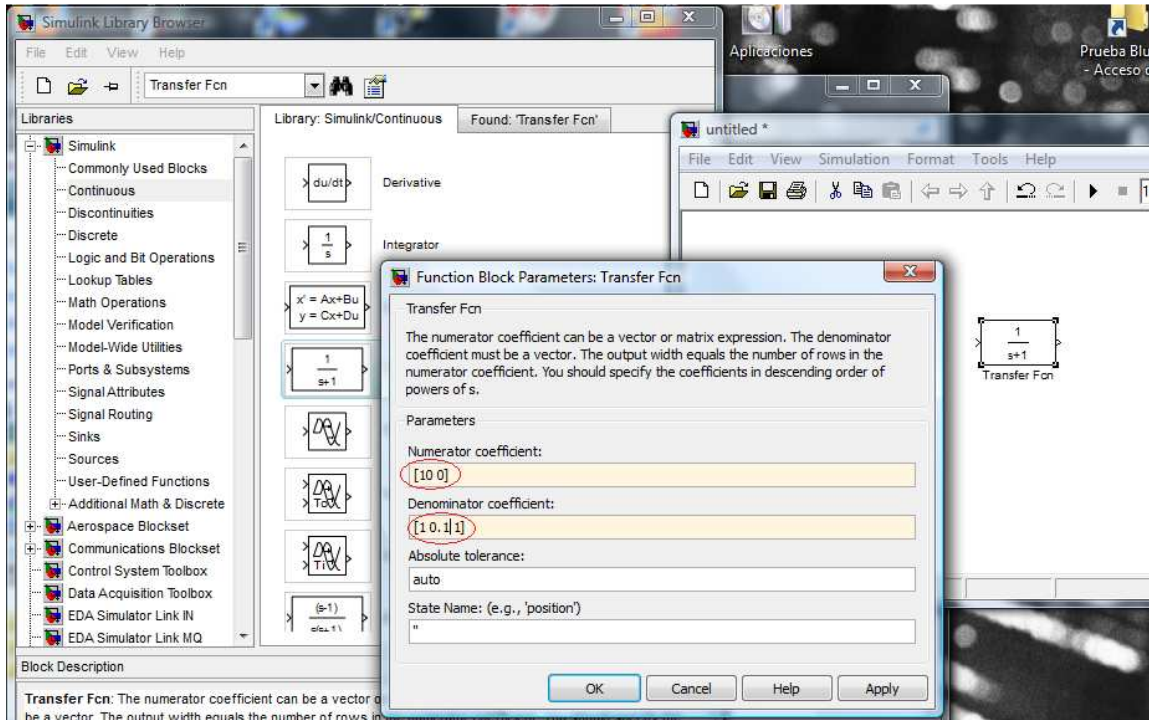 Simulink Library Browser
File Edit View Help
Transfer Fcn
Libraries
Simulink
Commonly Used Blocks
Continuous
Discontinuities
Discrete
Logic and Bit Operations
Lookup Tables
Math Operations
Model Verification
Model-Wide Utilities
Ports & Subsystems
Signal Attributes
Signal Routing
Sinks
Sources
User-Defined Functions
Additional Math & Discrete
Aerospace Blockset
Communications Blockset
Control System Toolbox
Data Acquisition Toolbox
EDA Simulator Link IN
EDA Simulator Link MQ
Library: Simulink/Continuous Found: 'Transfer Fcn'
du/dt Derivative
1
s
Integrator
x' = Ax+Bu
y = Cx+Du
1
s+1
To
Ti
(s-1)
s(s+1)
Block Description
Transfer Fcn: The numerator coefficient can be a vector
be a vector. The output width equals the number of rows in
Aplicaciones
Prueba Blu
- Acceso
untitled *
File Edit View Simulation Format Tools Help
1
s+1
Transfer Fcn
Function Block Parameters: Transfer Fcn
Transfer Fcn
The numerator coefficient can be a vector or matrix expression. The denominator
coefficient must be a vector. The output width equals the number of rows in the
numerator coefficient. You should specify the coefficients in descending order of
powers of s.
Parameters
Numerator coefficient:
[10 0]
Denominator coefficient:
[1 0.1 1]
Absolute tolerance:
auto
State Name: (e.g., 'position')
''
OK Cancel Help Apply